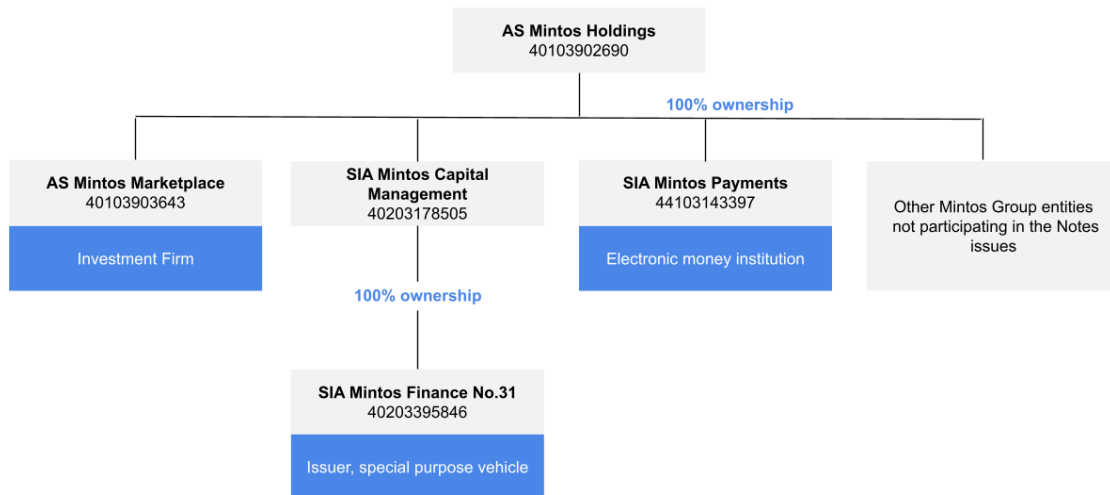 AS Mintos Holdings
40103902690
100% ownership
AS Mintos Marketplace
40103903643
Investment Firm
SIA Mintos Capital
Management
40203178505
SIA Mintos Payments
44103143397
Electronic money institution
Other Mintos Group entities
not participating in the Notes
issues
100% ownership
SIA Mintos Finance No.31
40203395846
Issuer, special purpose vehicle